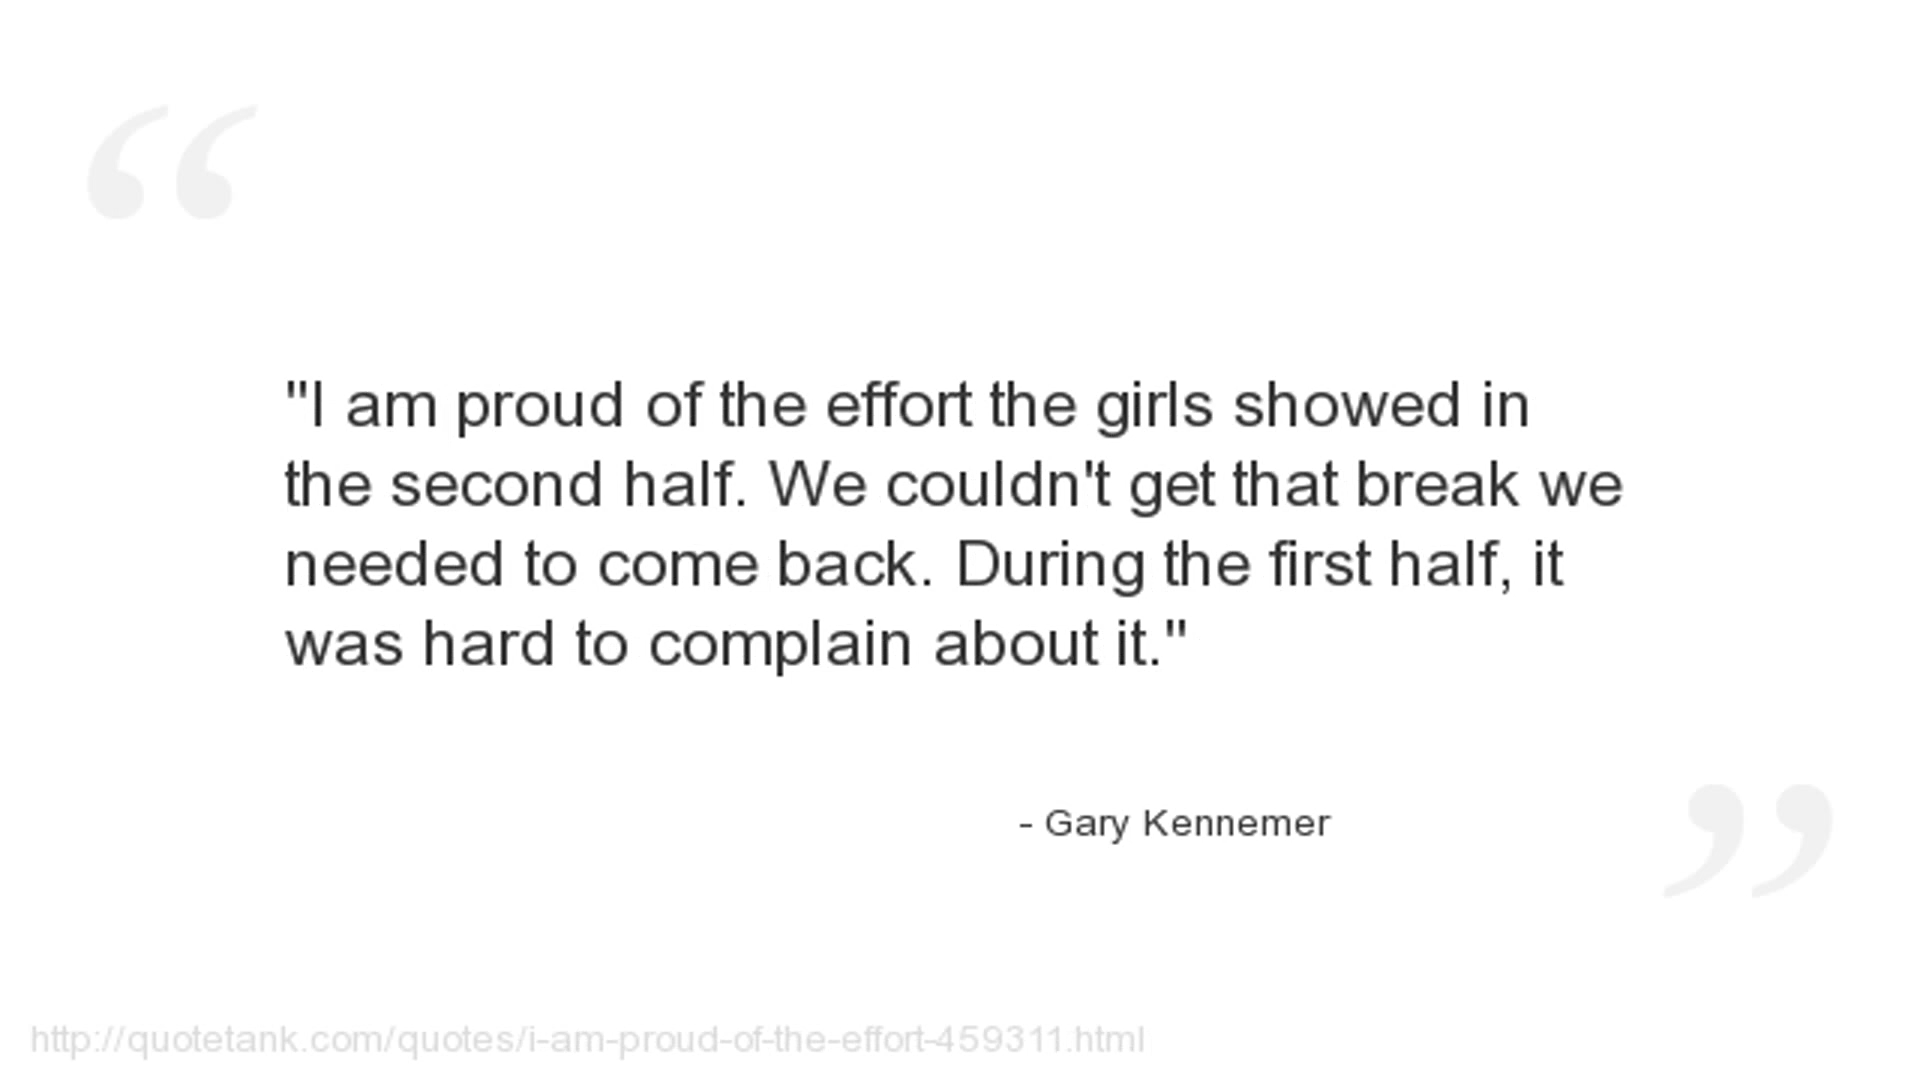 "I am proud of the effort the girls showed in
the second half. We couldn't get that break we
needed to come back. During the first half, it
was hard to complain about it."
- Gary Kennemer
http://quotetank.com/quotes/i-am-proud-of-the-effort-459311.html